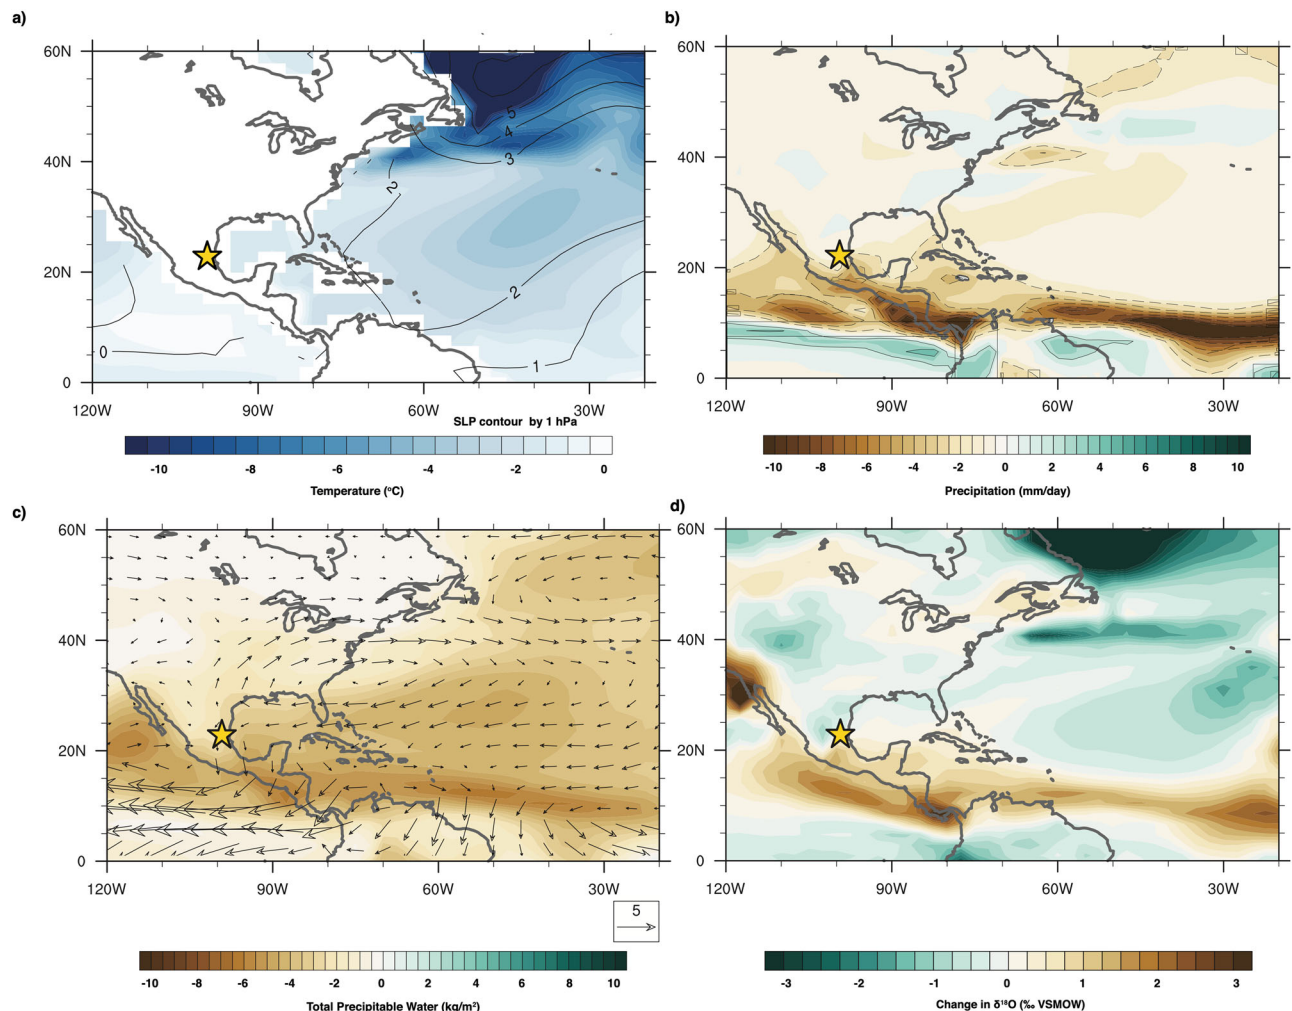 a)
b)
60N
40N
20N
0
120W
90W
60W
30W
5
4
3
2
2
1
0
SLP contour by 1 hPa
-10
-8
-6
-4
-2
0
Temperature (°C)
60N
40N
20N
0
120W
90W
60W
30W
-10
-8
-6
-4
-2
0
2
4
6
8
10
Precipitation (mm/day)
c)
d)
60N
40N
20N
0
120W
90W
60W
30W
5
-10
-8
-6
-4
-2
0
2
4
6
8
10
Total Precipitable Water (kg/m²)
60N
40N
20N
0
120W
90W
60W
30W
-3
-2
-1
0
1
2
3
Change in δ¹⁸O (‰ VSMOW)